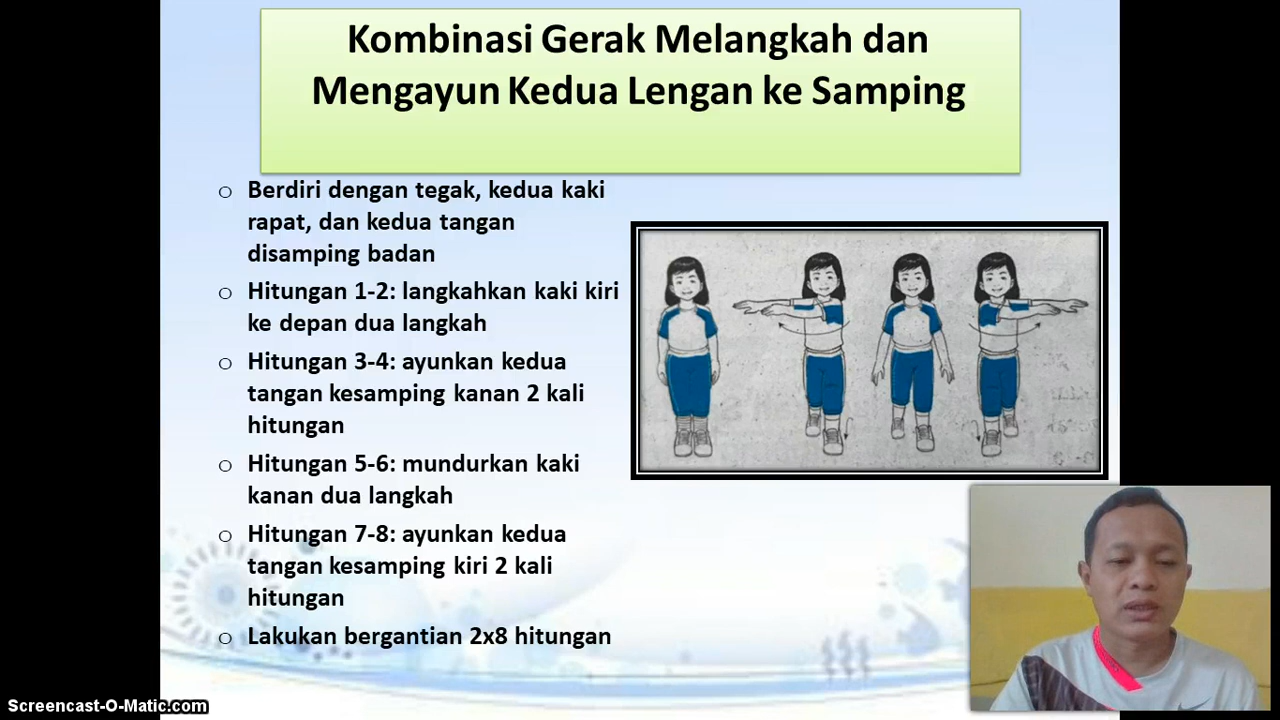 Kombinasi Gerak Melangkah dan
Mengayun Kedua Lengan ke Samping
o Berdiri dengan tegak, kedua kaki
rapat, dan kedua tangan
disamping badan
o Hitungan 1-2: langkahkan kaki kiri
ke depan dua langkah
o Hitungan 3-4: ayunkan kedua
tangan kesamping kanan 2 kali
hitungan
o Hitungan 5-6: mundurkan kaki
kanan dua langkah
o Hitungan 7-8: ayunkan kedua
tangan kesamping kiri 2 kali
hitungan
o Lakukan bergantian 2x8 hitungan
Screencast-O-Matic.com